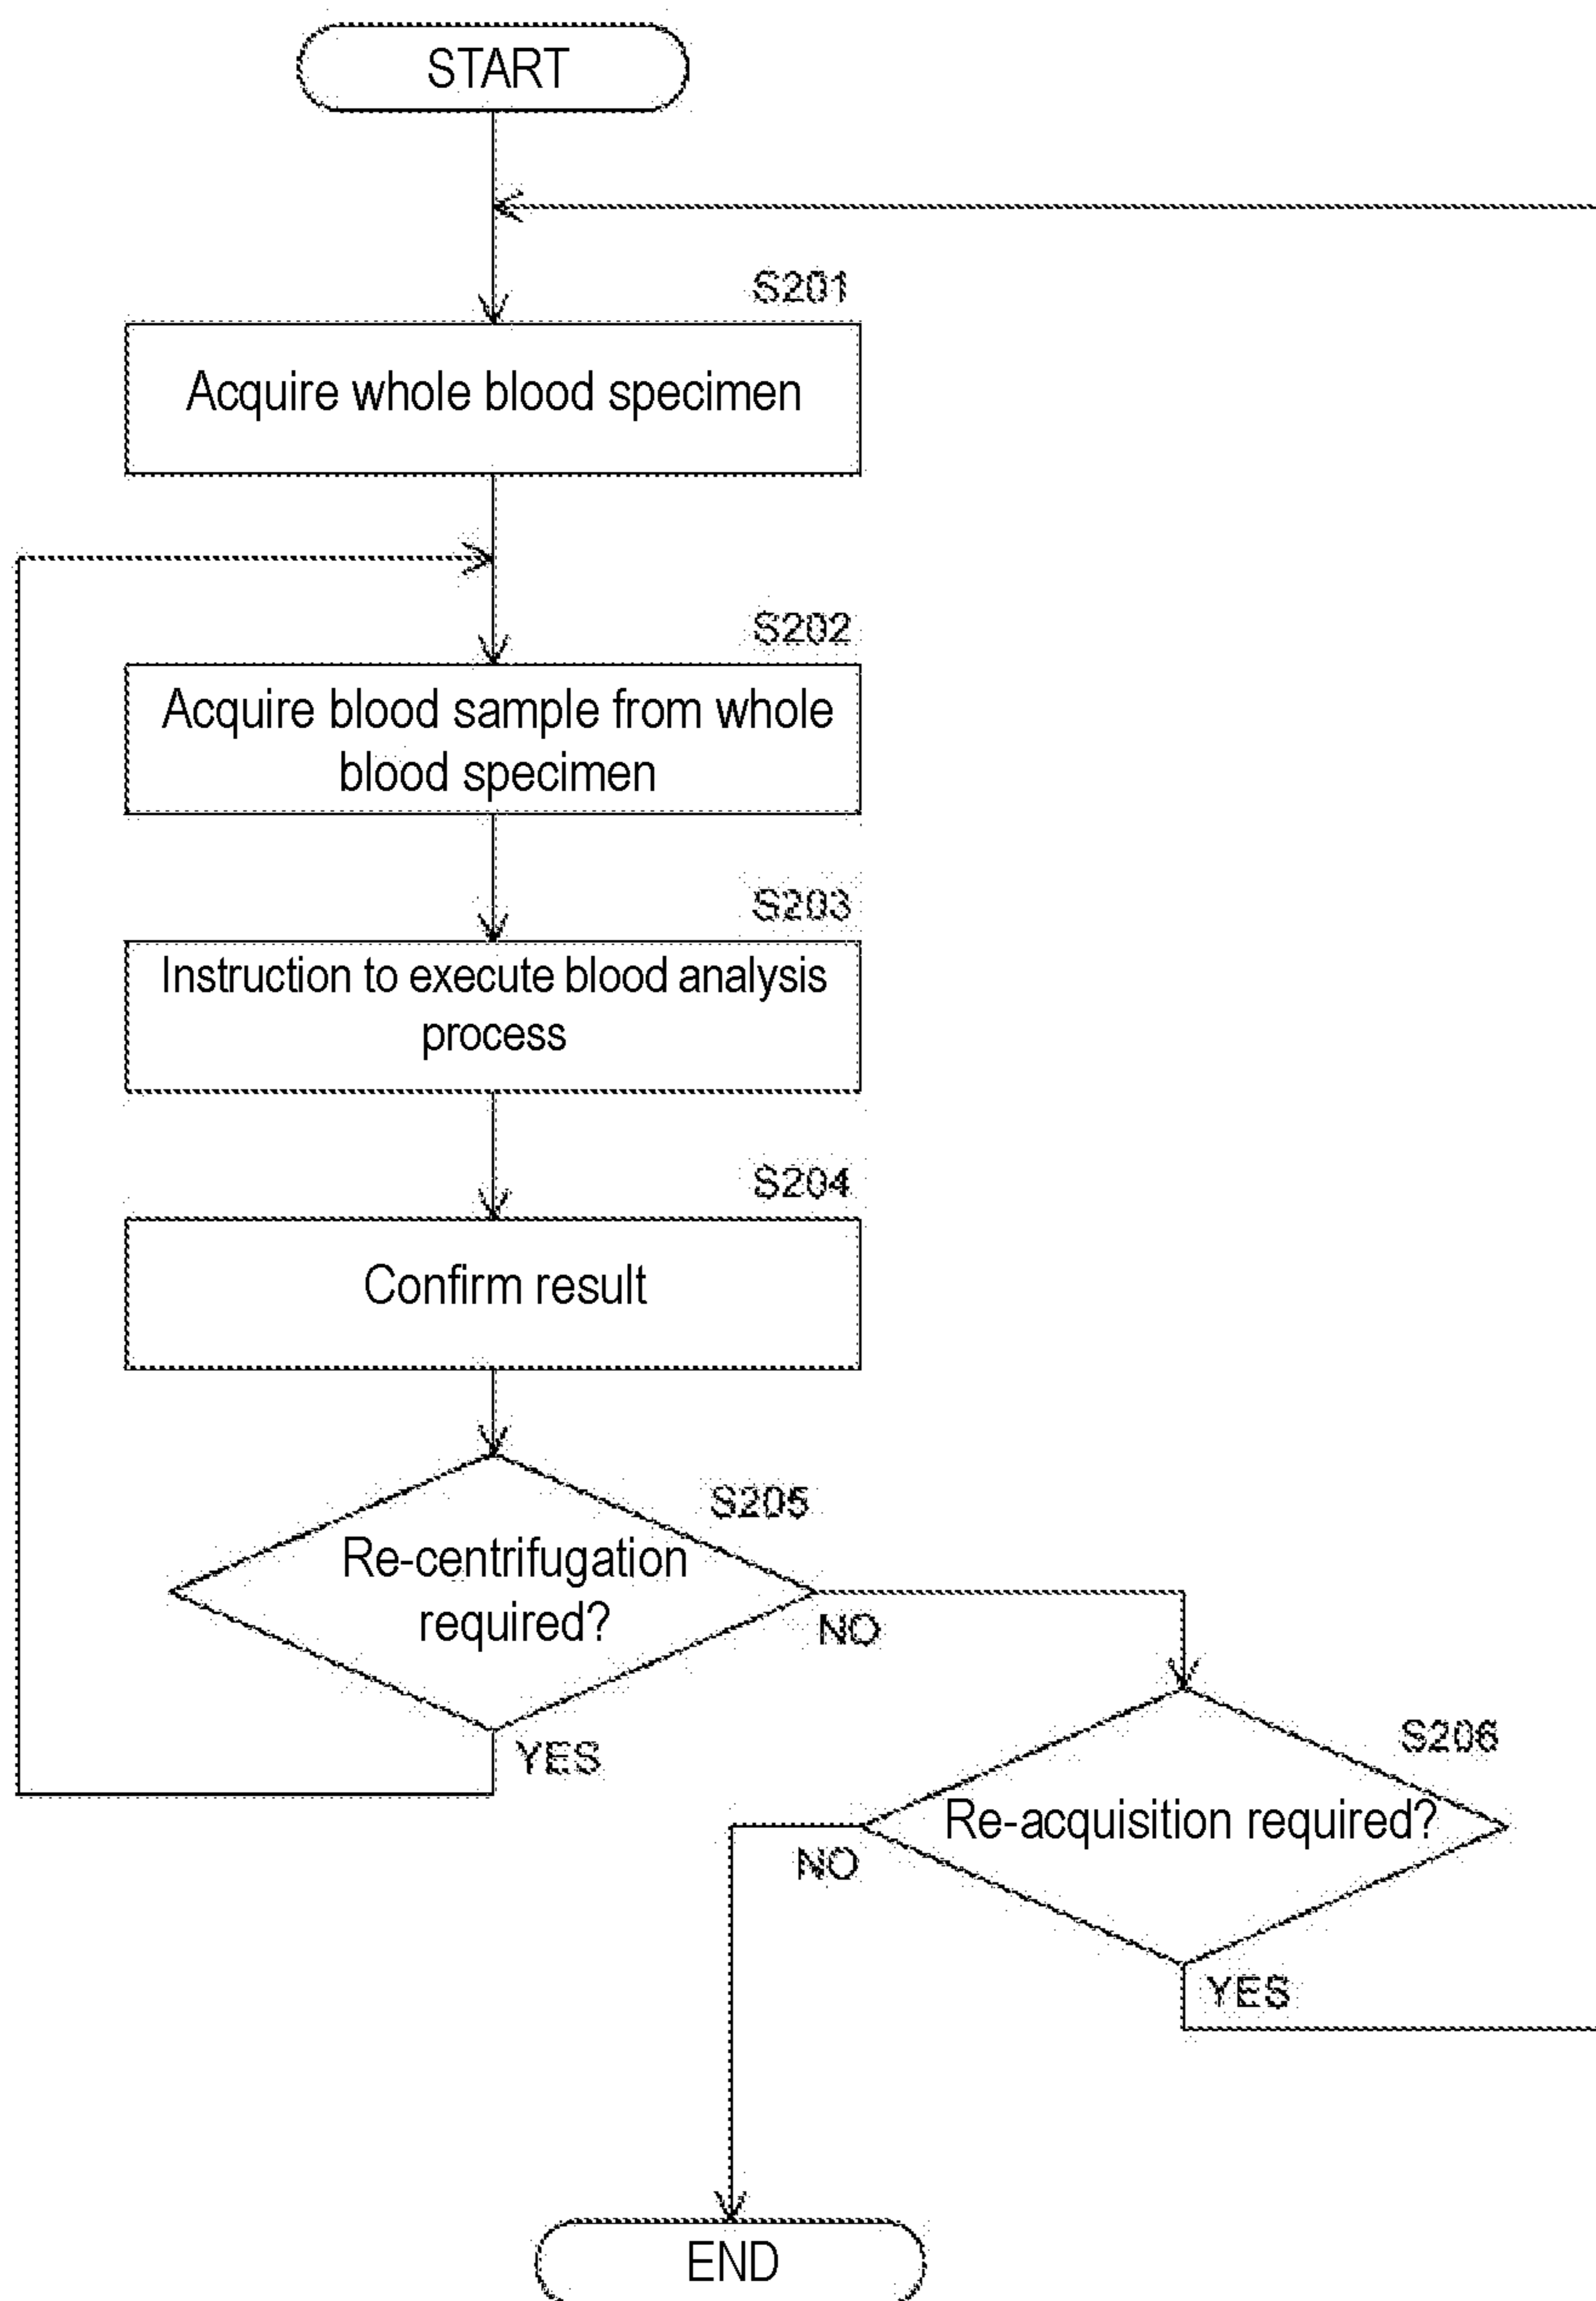 START
S201
Acquire whole blood specimen
S202
Acquire blood sample from whole
blood specimen
S203
Instruction to execute blood analysis
process
S204
Confirm result
S205
Re-centrifugation
required?
NO
YES
S206
Re-acquisition required?
NO
YES
END